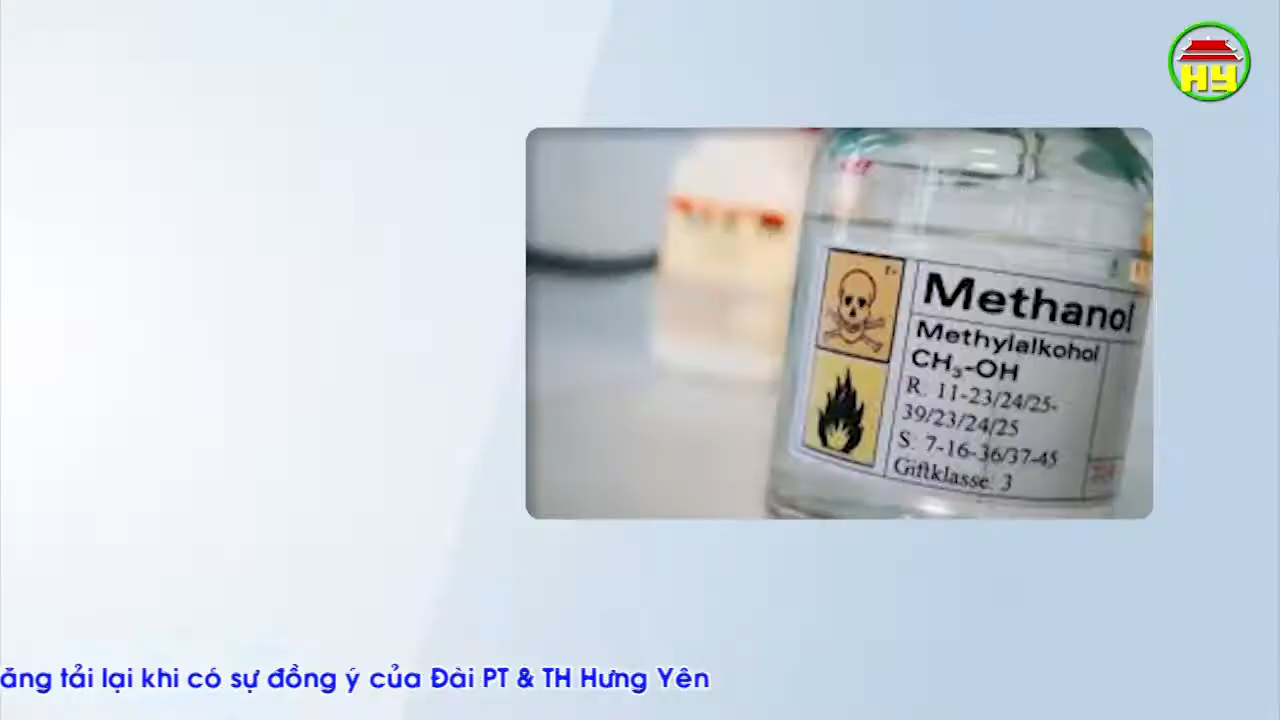 HY
T+
Methanol
Methylalkohol
CH₃-OH
R. 11-23/24/25-
39/23/24/25
S. 7-16-36/37-45
Giftklasse: 3
ăng tải lại khi có sự đồng ý của Đài PT & TH Hưng Yên